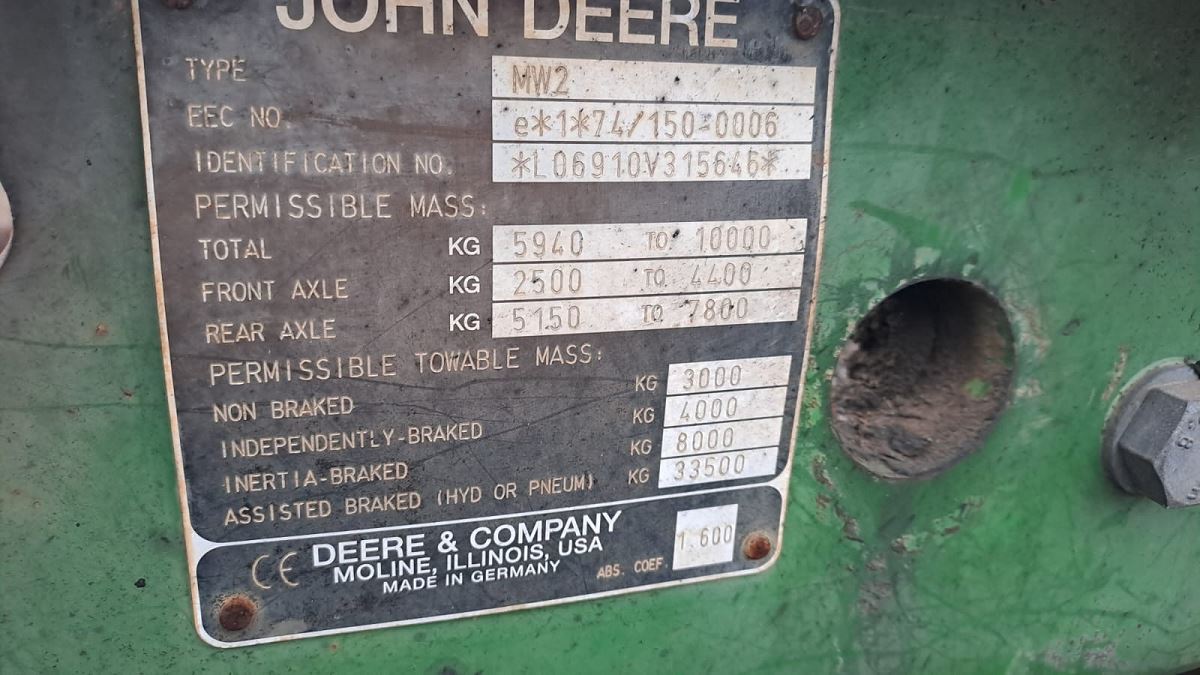 JOHN DEERE
TYPE MW2
EEC NO. e*1*74/150-0006
IDENTIFICATION NO. *L06910V315646*
PERMISSIBLE MASS:
TOTAL KG 5940 TO 10000
FRONT AXLE KG 2500 TO 4400
REAR AXLE KG 5150 TO 7800
PERMISSIBLE TOWABLE MASS:
NON BRAKED KG 3000
INDEPENDENTLY-BRAKED KG 4000
INERTIA-BRAKED KG 8000
ASSISTED BRAKED (HYD OR PNEUM) KG 33500
CE DEERE & COMPANY
MOLINE, ILLINOIS, USA
MADE IN GERMANY
ABS. COEF. 1.600
8